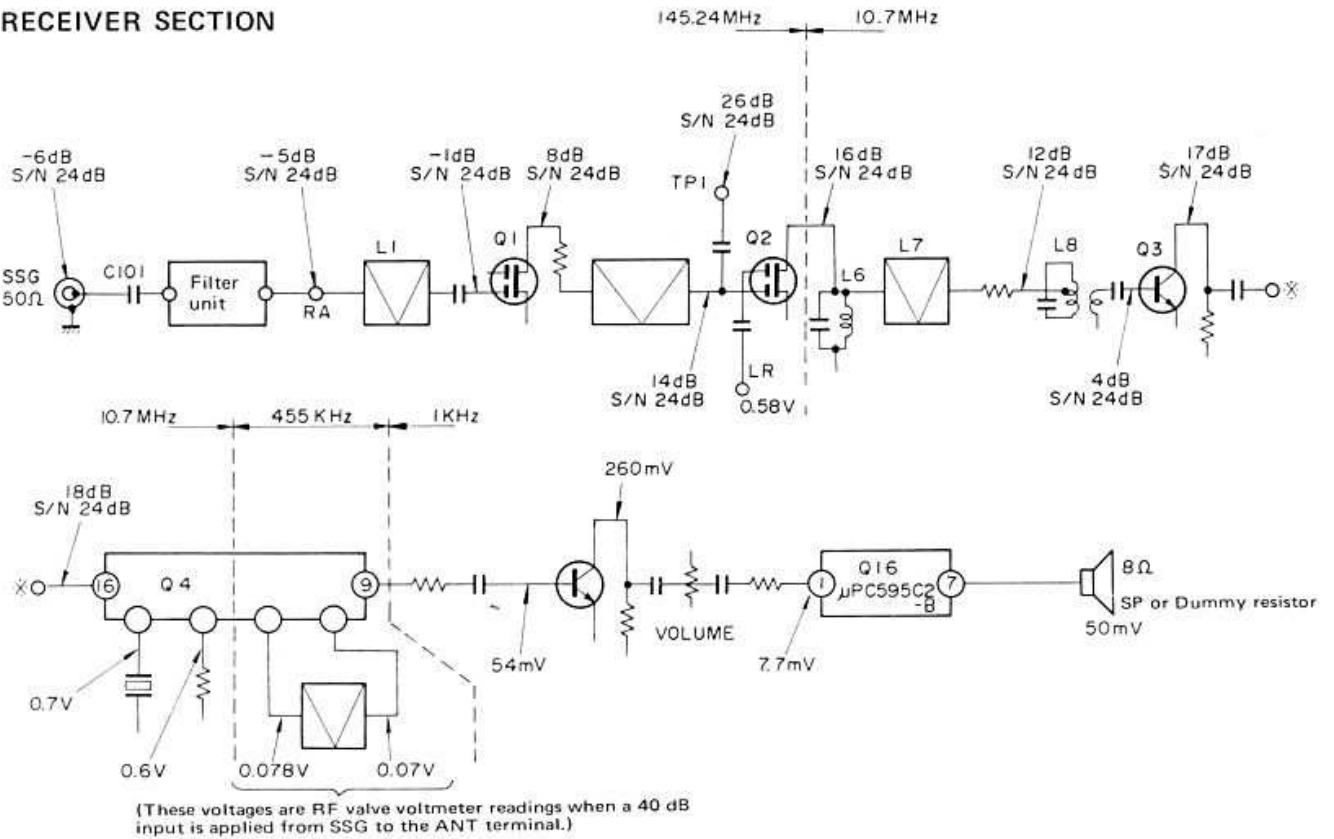 RECEIVER SECTION
145.24MHz
10.7MHz
26dB
S/N 24dB
-6dB
S/N 24dB
-5dB
S/N 24dB
-1dB
S/N 24dB
8dB
S/N 24dB
16dB
S/N 24dB
12dB
S/N 24dB
17dB
S/N 24dB
TP1
SSG
50Ω
C101
Filter
unit
RA
L1
Q1
Q2
L6
L7
L8
Q3
※
14dB
S/N 24dB
LR
0.58V
4dB
S/N 24dB
10.7MHz
455KHz
1KHz
260mV
18dB
S/N 24dB
※
16
Q4
9
54mV
VOLUME
1
Q16
μPC595C2
-B
7
7.7mV
8Ω
SP or Dummy resistor
50mV
0.7V
0.6V
0.078V
0.07V
(These voltages are RF valve voltmeter readings when a 40 dB
input is applied from SSG to the ANT terminal.)